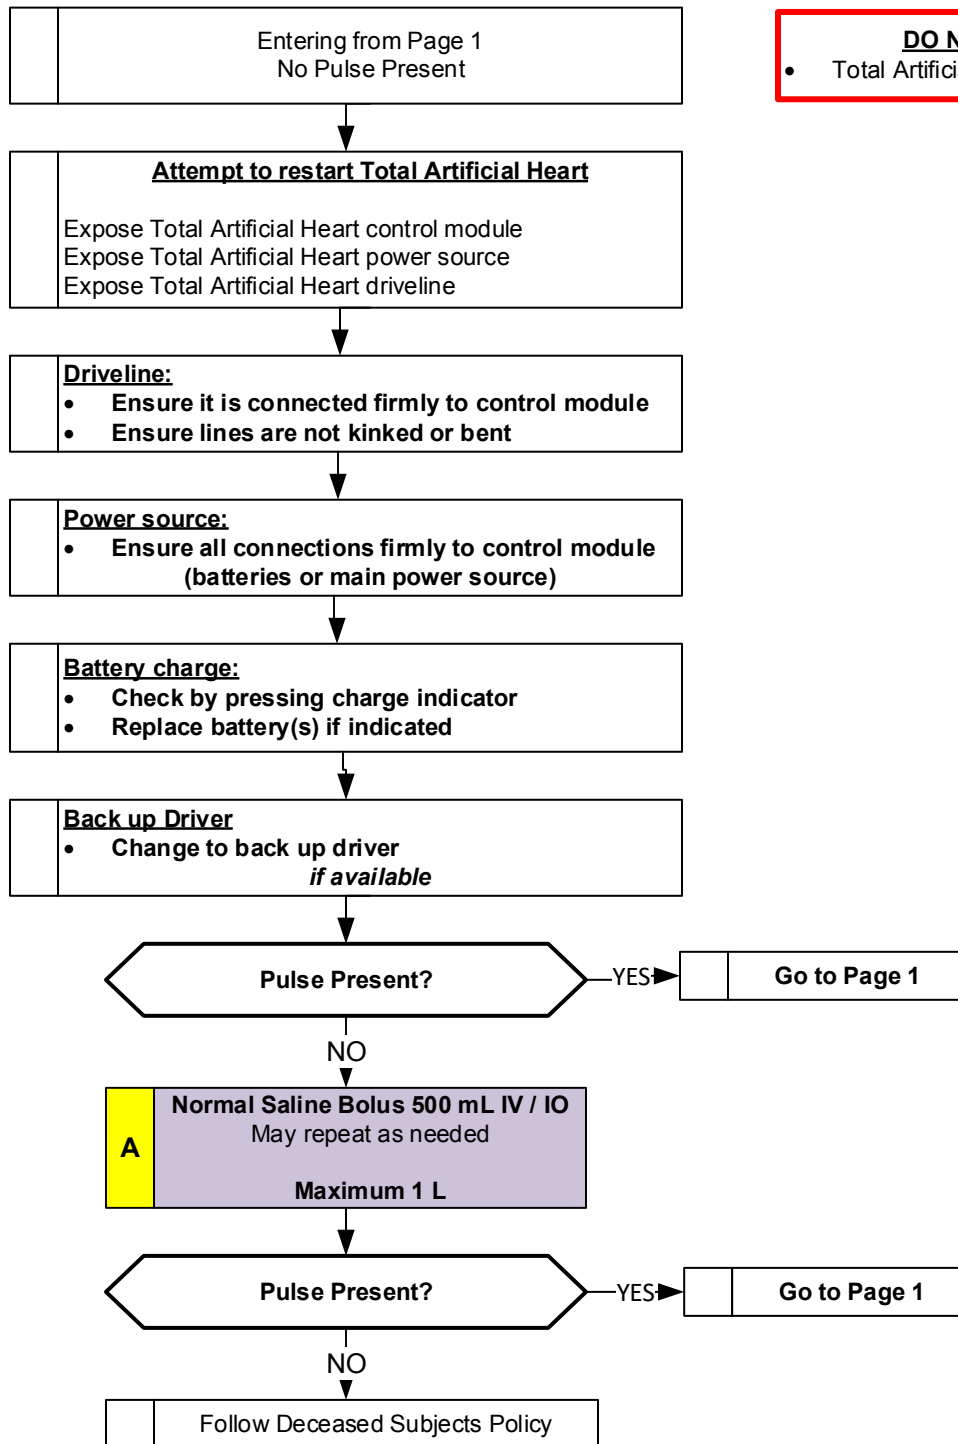 Entering from Page 1
No Pulse Present
DO N
• Total Artifici
Attempt to restart Total Artificial Heart
Expose Total Artificial Heart control module
Expose Total Artificial Heart power source
Expose Total Artificial Heart driveline
Driveline:
• Ensure it is connected firmly to control module
• Ensure lines are not kinked or bent
Power source:
• Ensure all connections firmly to control module
(batteries or main power source)
Battery charge:
• Check by pressing charge indicator
• Replace battery(s) if indicated
Back up Driver
• Change to back up driver
if available
Pulse Present?
YES
Go to Page 1
NO
A
Normal Saline Bolus 500 mL IV / IO
May repeat as needed
Maximum 1 L
Pulse Present?
YES
Go to Page 1
NO
Follow Deceased Subjects Policy